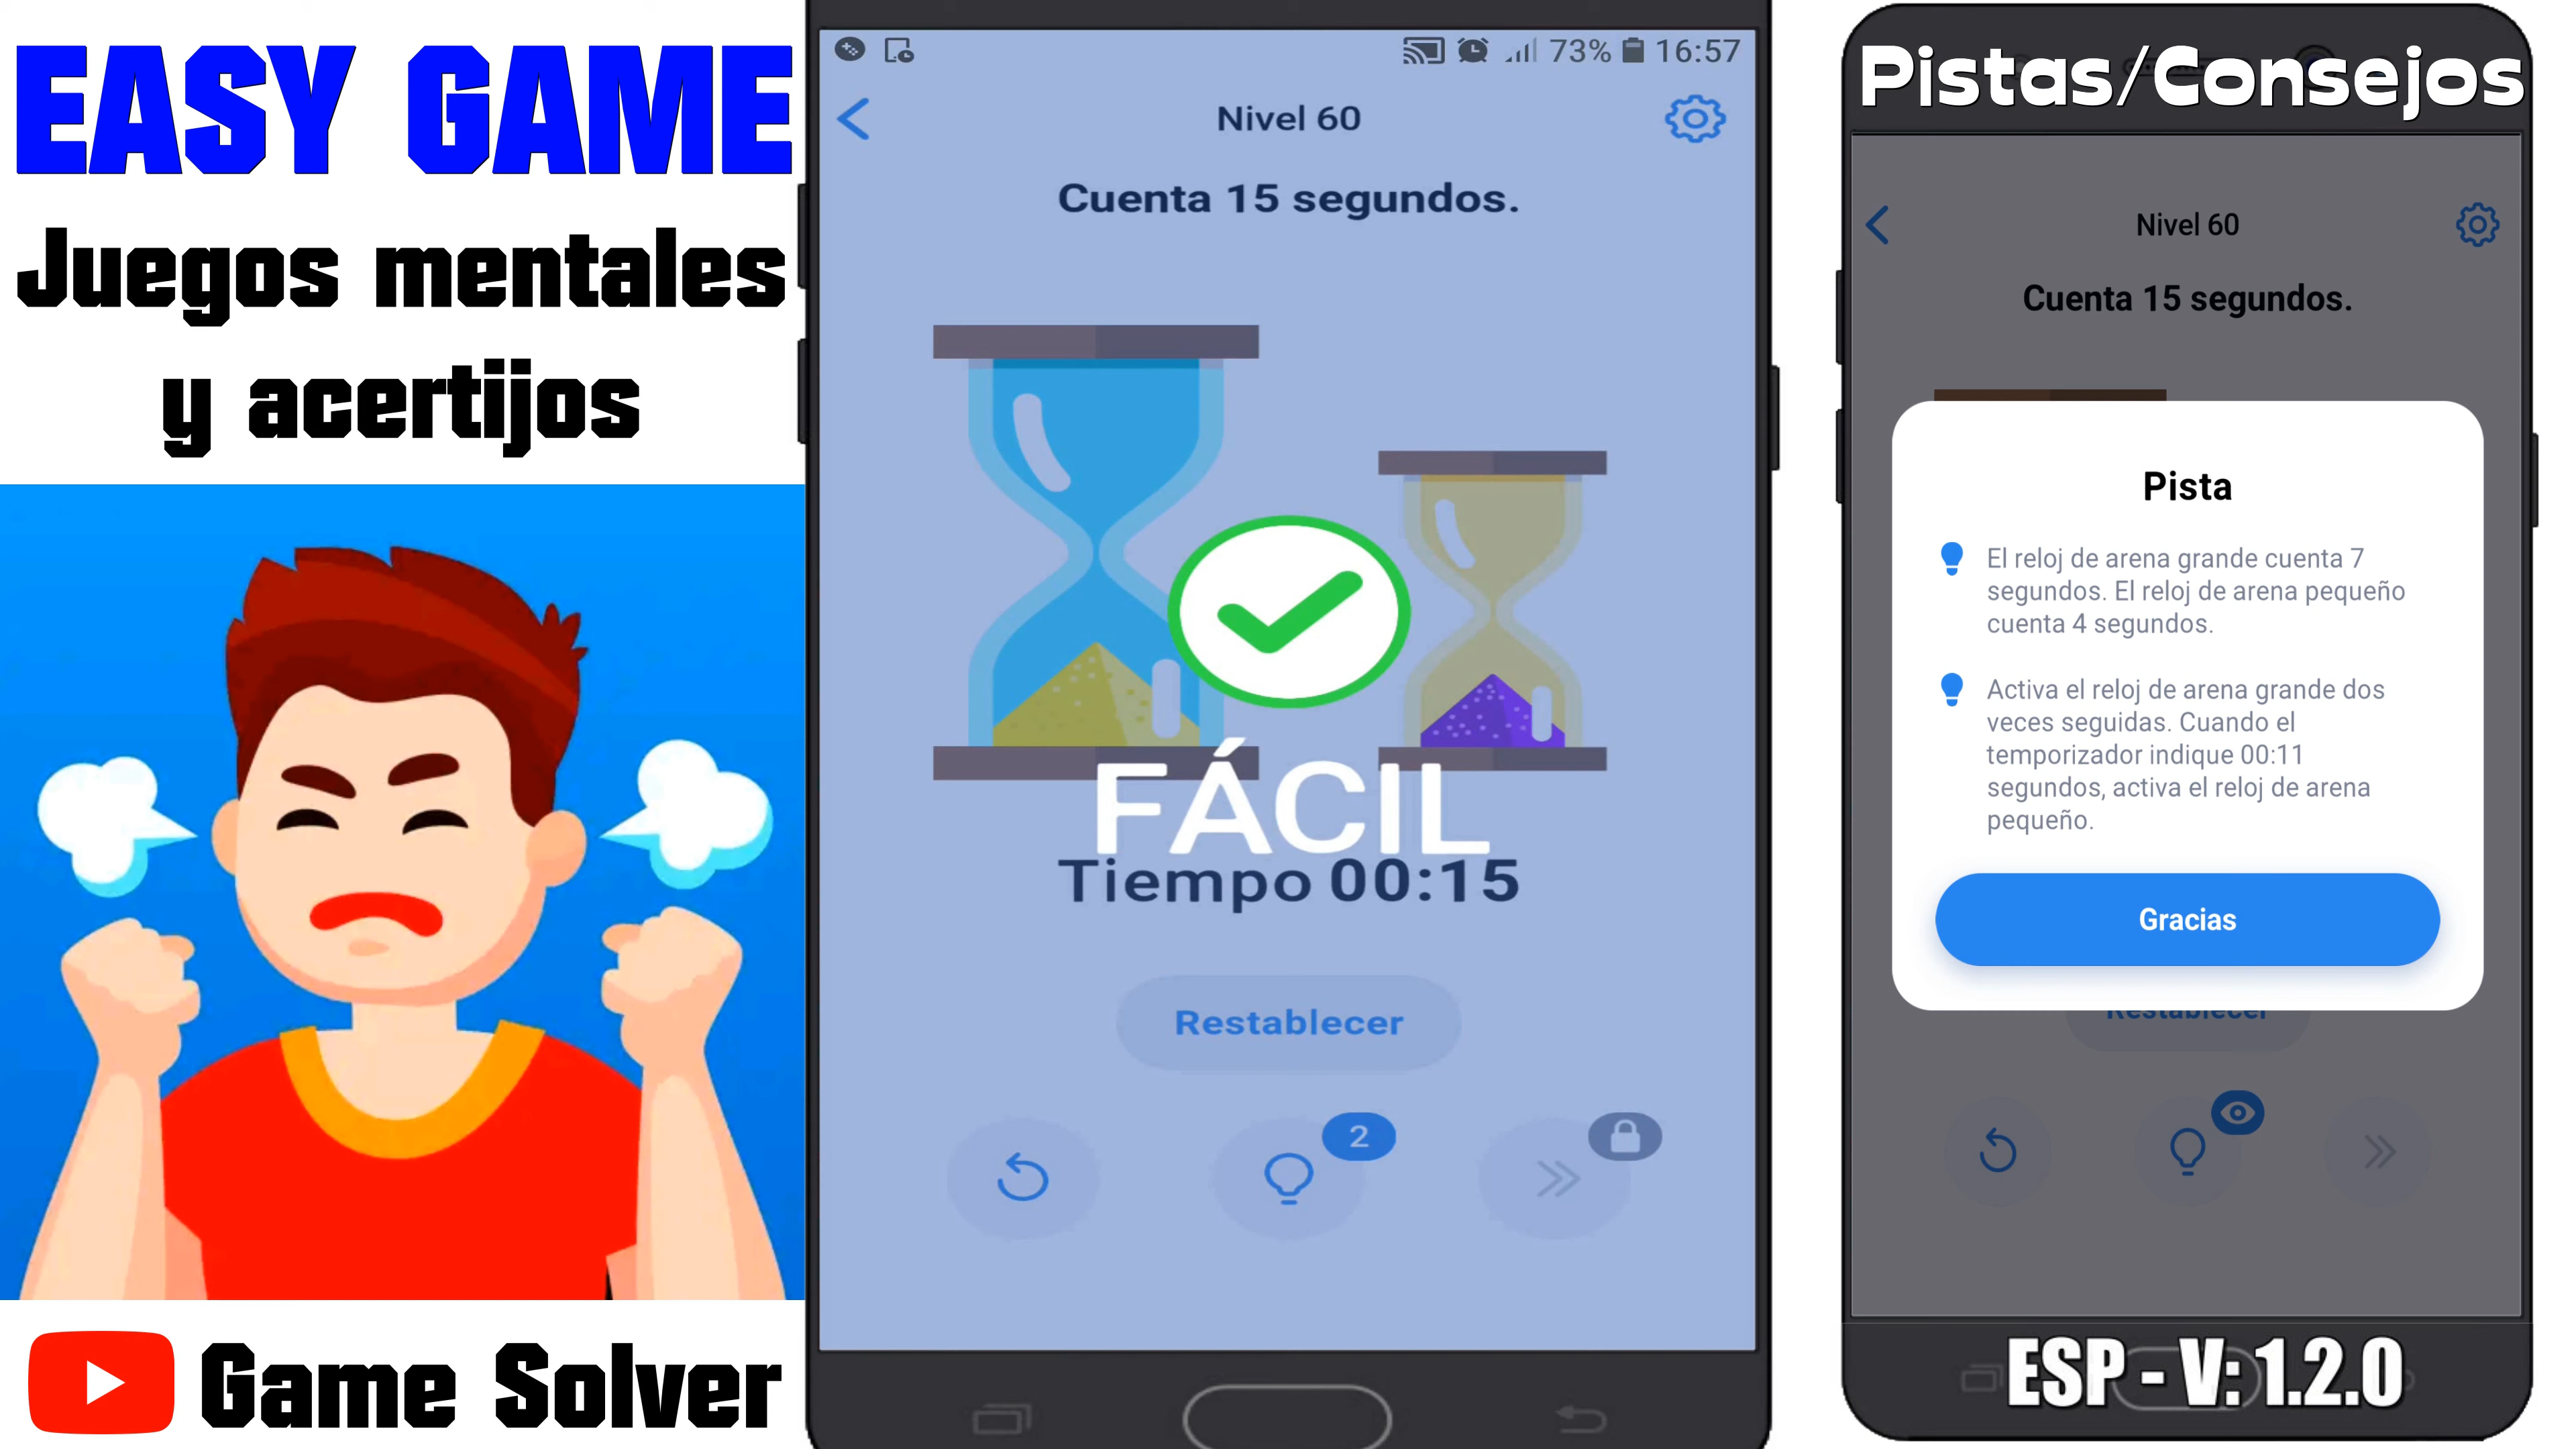 EASY GAME
Juegos mentales
y acertijos
Game Solver
73% 16:57
Nivel 60
Cuenta 15 segundos.
FÁCIL
Tiempo 00:15
Restablecer
2
Pistas/Consejos
Nivel 60
Cuenta 15 segundos.
Pista
El reloj de arena grande cuenta 7
segundos. El reloj de arena pequeño
cuenta 4 segundos.
Activa el reloj de arena grande dos
veces seguidas. Cuando el
temporizador indique 00:11
segundos, activa el reloj de arena
pequeño.
Gracias
Restablecer
ESP - V: 1.2.0